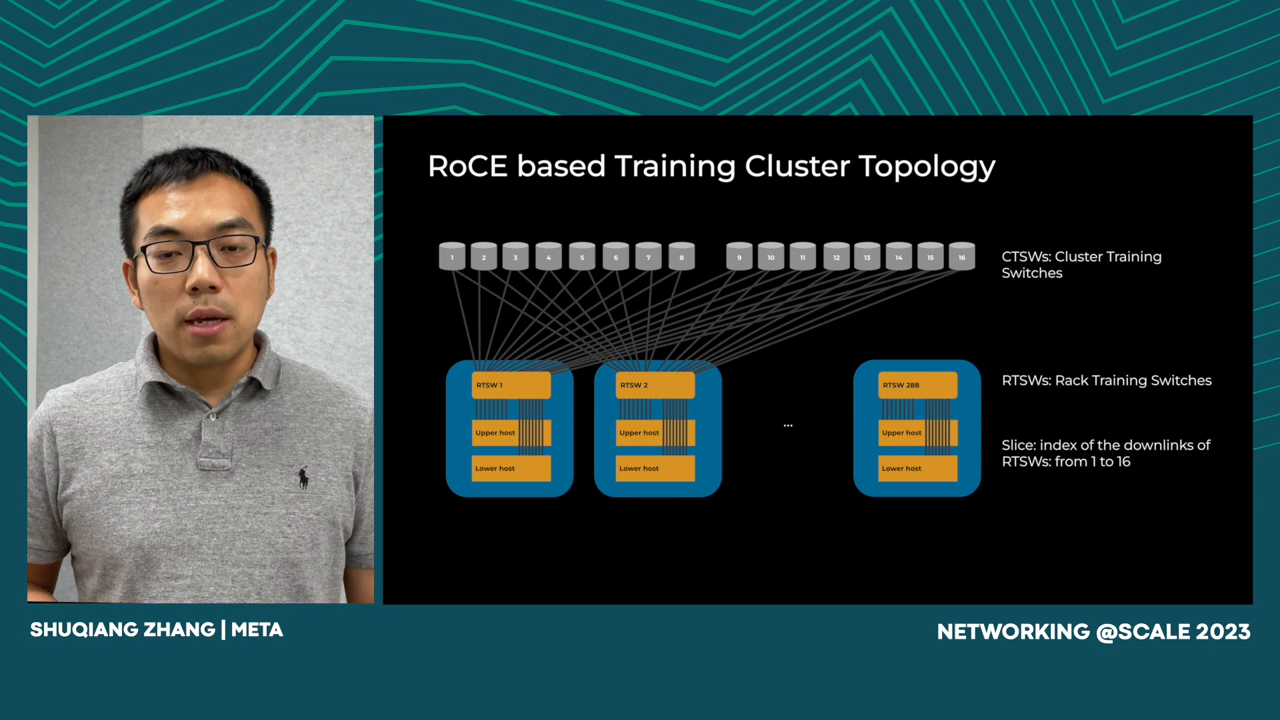 RoCE based Training Cluster Topology
1 2 3 4 5 6 7 8 9 10 11 12 13 14 15 16
CTSWs: Cluster Training
Switches
RTSW 1
Upper host
Lower host
RTSW 2
Upper host
Lower host
...
RTSW 288
Upper host
Lower host
RTSWs: Rack Training Switches
Slice: index of the downlinks of
RTSWs: from 1 to 16
SHUQIANG ZHANG | META
NETWORKING @SCALE 2023